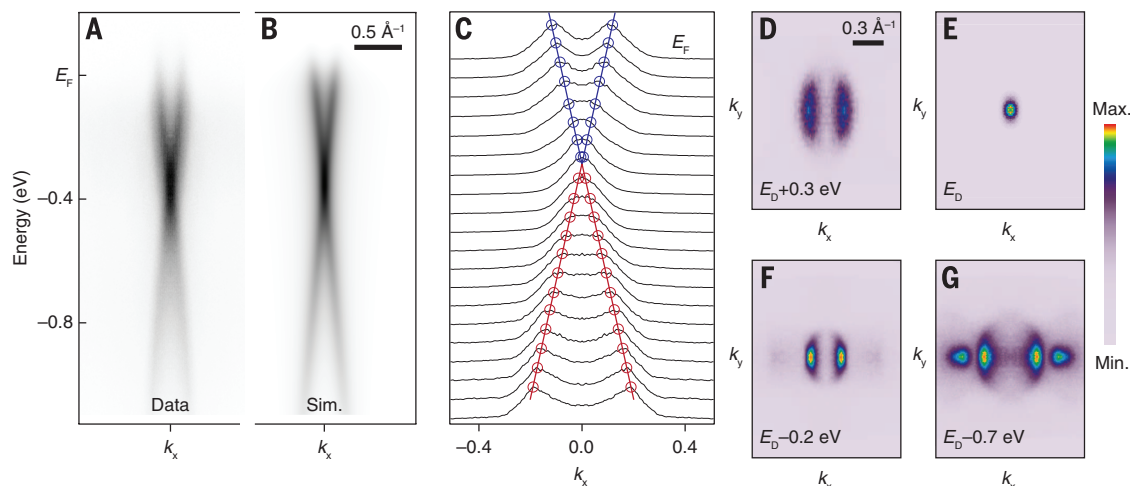 A
B
0.5 Å⁻¹
E_F
Energy (eV)
−0.4
−0.8
Data
Sim.
k_x
k_x
C
E_F
−0.4
0.0
0.4
k_x
D
0.3 Å⁻¹
k_y
E_D+0.3 eV
k_x
E
k_y
E_D
k_x
Max.
Min.
F
k_y
E_D−0.2 eV
k_x
G
k_y
E_D−0.7 eV
k_x